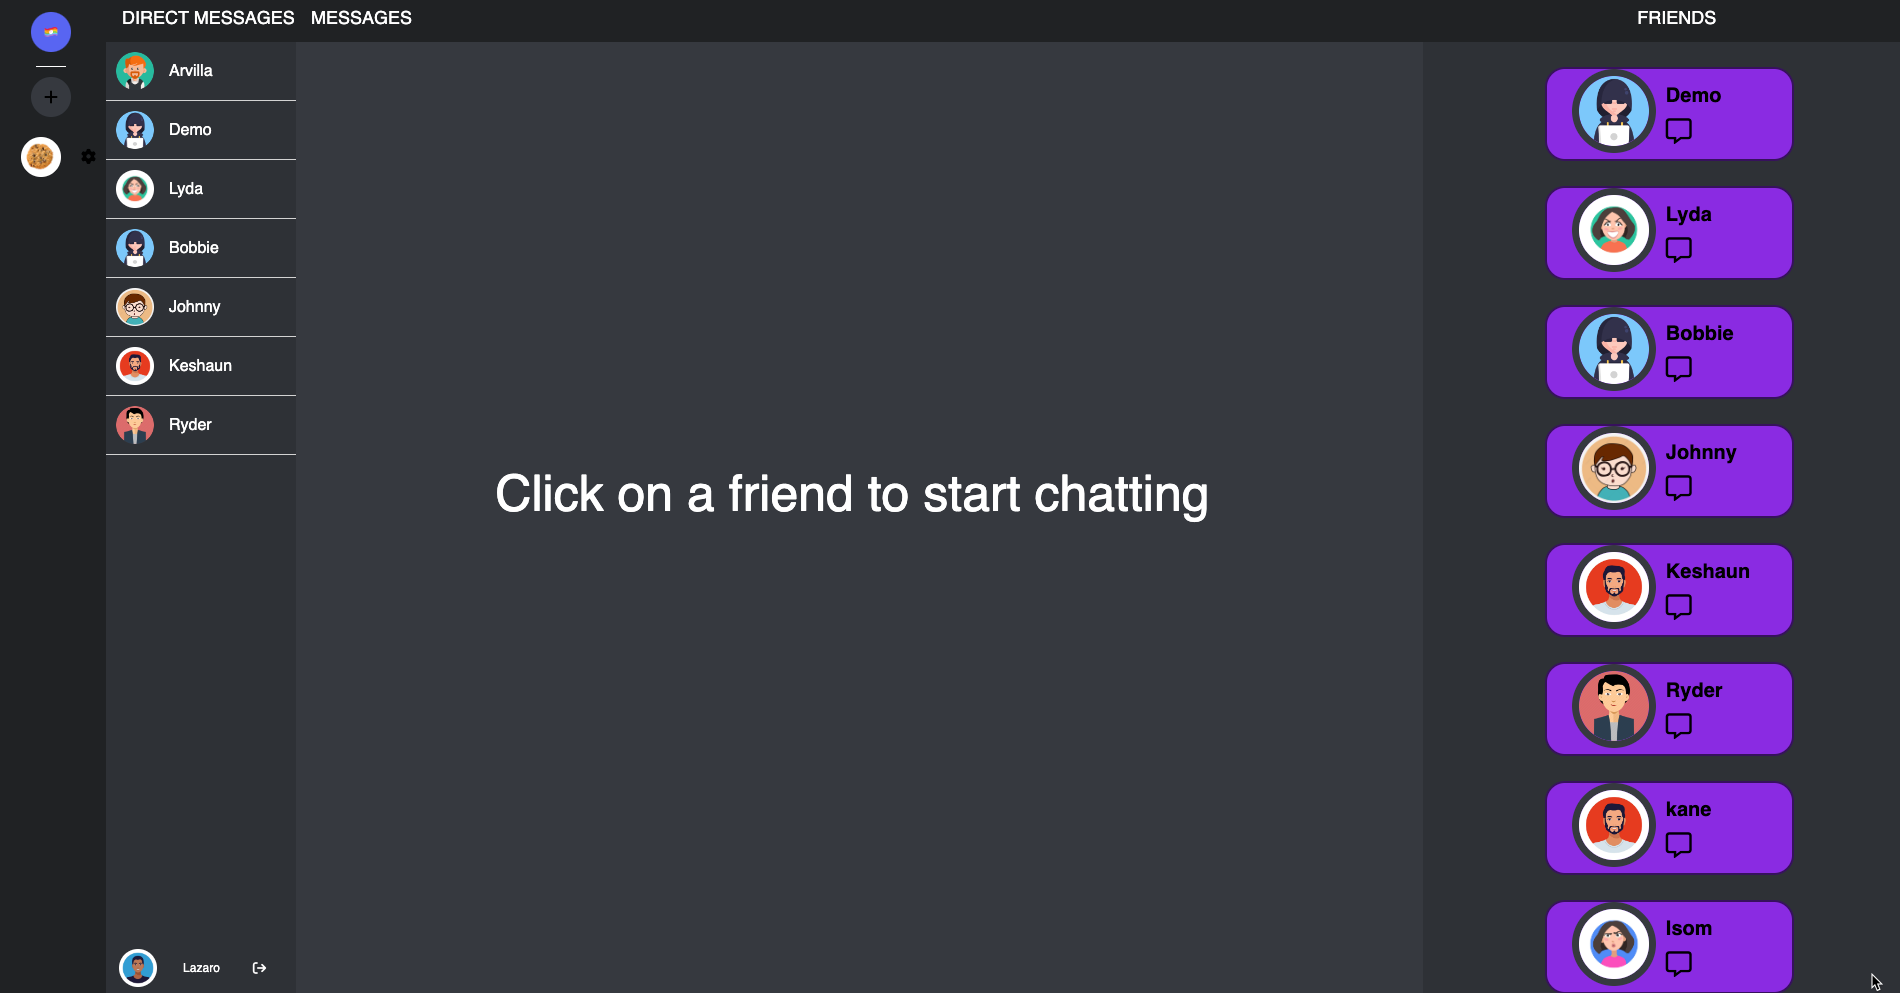 DIRECT MESSAGES
MESSAGES
FRIENDS
Arvilla
Demo
Lyda
Bobbie
Johnny
Keshaun
Ryder
Lazaro
Click on a friend to start chatting
Demo
Lyda
Bobbie
Johnny
Keshaun
Ryder
kane
Isom